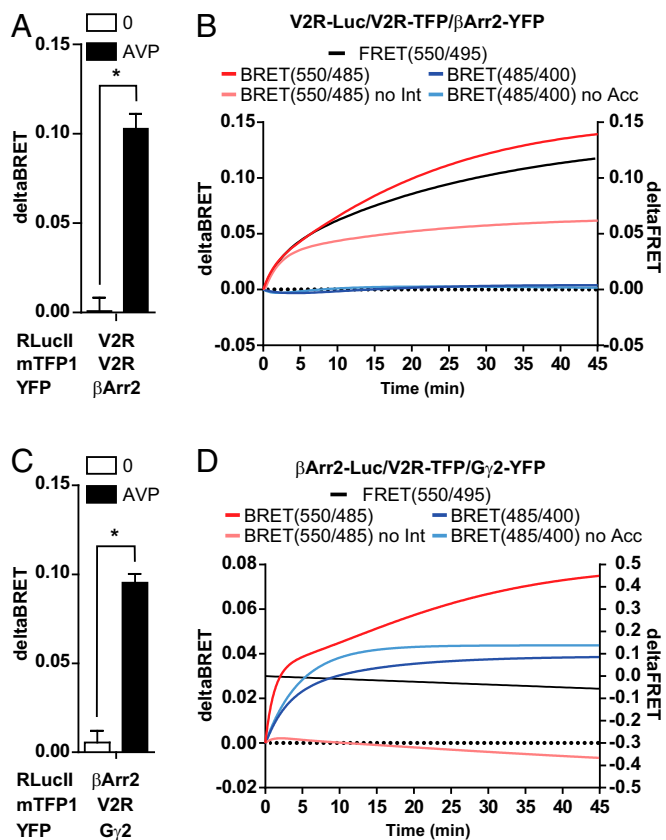 A
0
AVP
*
deltaBRET
0.15
0.10
0.05
0.00
RLucII V2R
mTFP1 V2R
YFP βArr2
B
V2R-Luc/V2R-TFP/βArr2-YFP
FRET(550/495)
BRET(550/485) BRET(485/400)
BRET(550/485) no Int BRET(485/400) no Acc
deltaBRET
0.15
0.10
0.05
0.00
-0.05
0.15
0.10
0.05
0.00
-0.05
deltaFRET
0 5 10 15 20 25 30 35 40 45
Time (min)
C
0
AVP
*
deltaBRET
0.15
0.10
0.05
0.00
RLucII βArr2
mTFP1 V2R
YFP Gγ2
D
βArr2-Luc/V2R-TFP/Gγ2-YFP
FRET(550/495)
BRET(550/485) BRET(485/400)
BRET(550/485) no Int BRET(485/400) no Acc
deltaBRET
0.08
0.06
0.04
0.02
0.00
-0.02
0.5
0.4
0.3
0.2
0.1
0.0
-0.1
-0.2
-0.3
-0.4
-0.5
deltaFRET
0 5 10 15 20 25 30 35 40 45
Time (min)